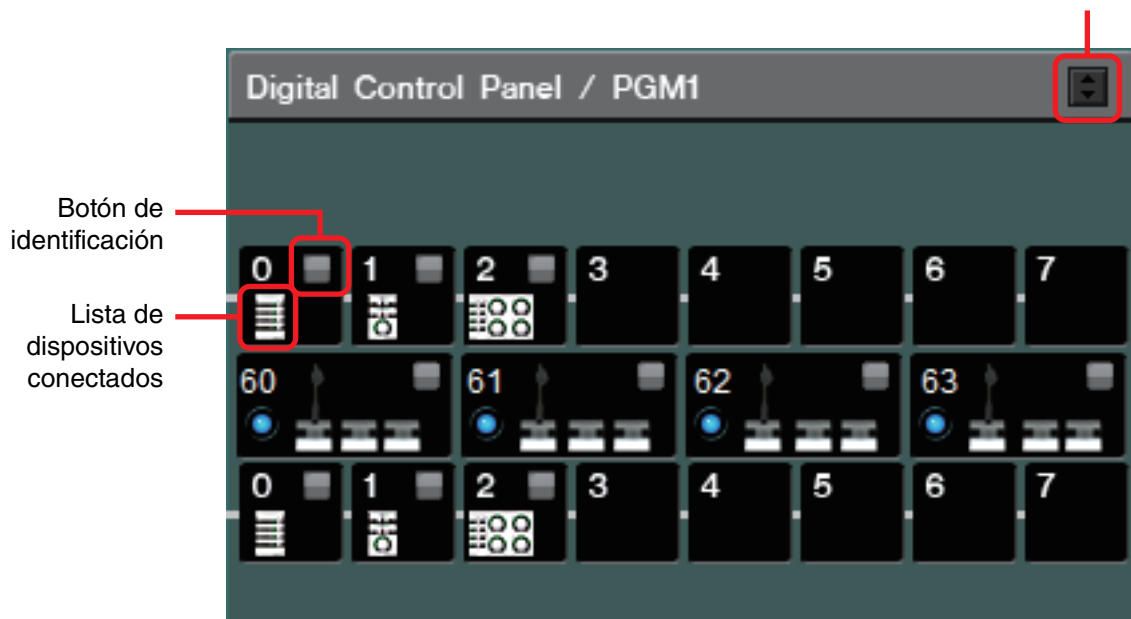 Digital Control Panel / PGM1
Botón de
identificación
0 1 2 3 4 5 6 7
Lista de
dispositivos
conectados
60 61 62 63
0 1 2 3 4 5 6 7